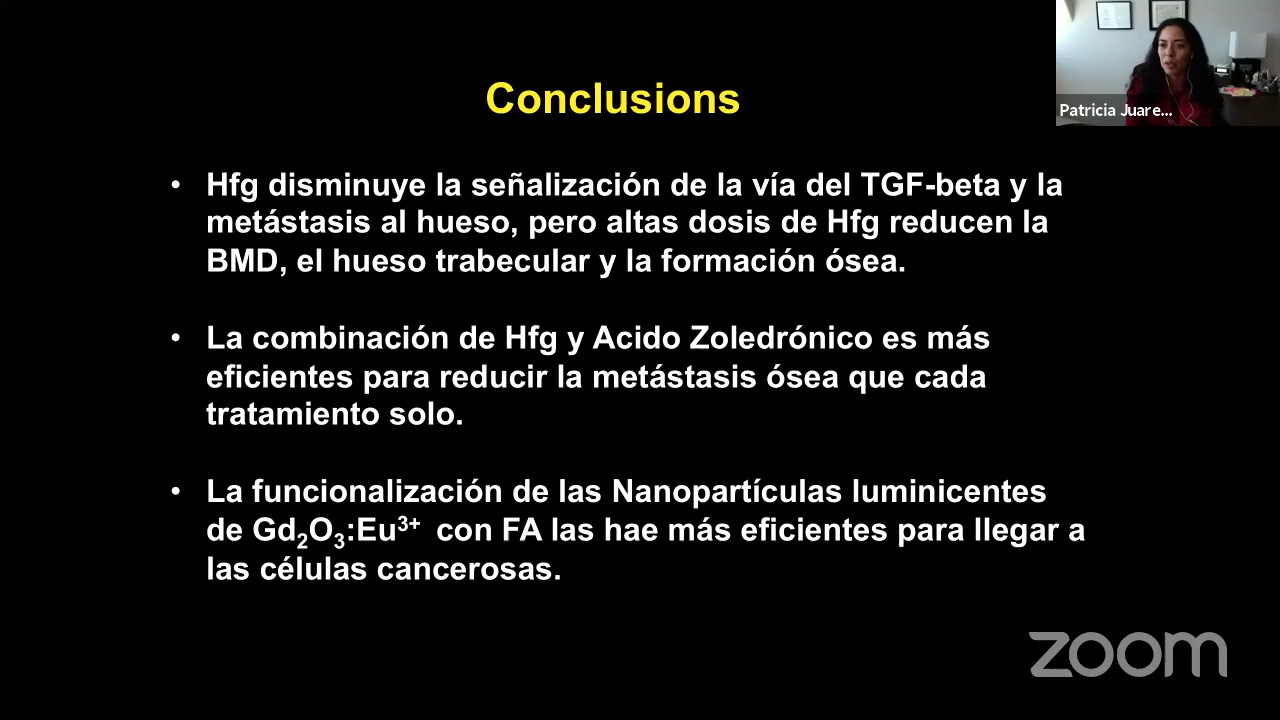 Conclusions
Patricia Juare...
• Hfg disminuye la señalización de la vía del TGF-beta y la
metástasis al hueso, pero altas dosis de Hfg reducen la
BMD, el hueso trabecular y la formación ósea.
• La combinación de Hfg y Acido Zoledrónico es más
eficientes para reducir la metástasis ósea que cada
tratamiento solo.
• La funcionalización de las Nanopartículas luminicentes
de Gd₂O₃:Eu³⁺ con FA las hae más eficientes para llegar a
las células cancerosas.
zoom